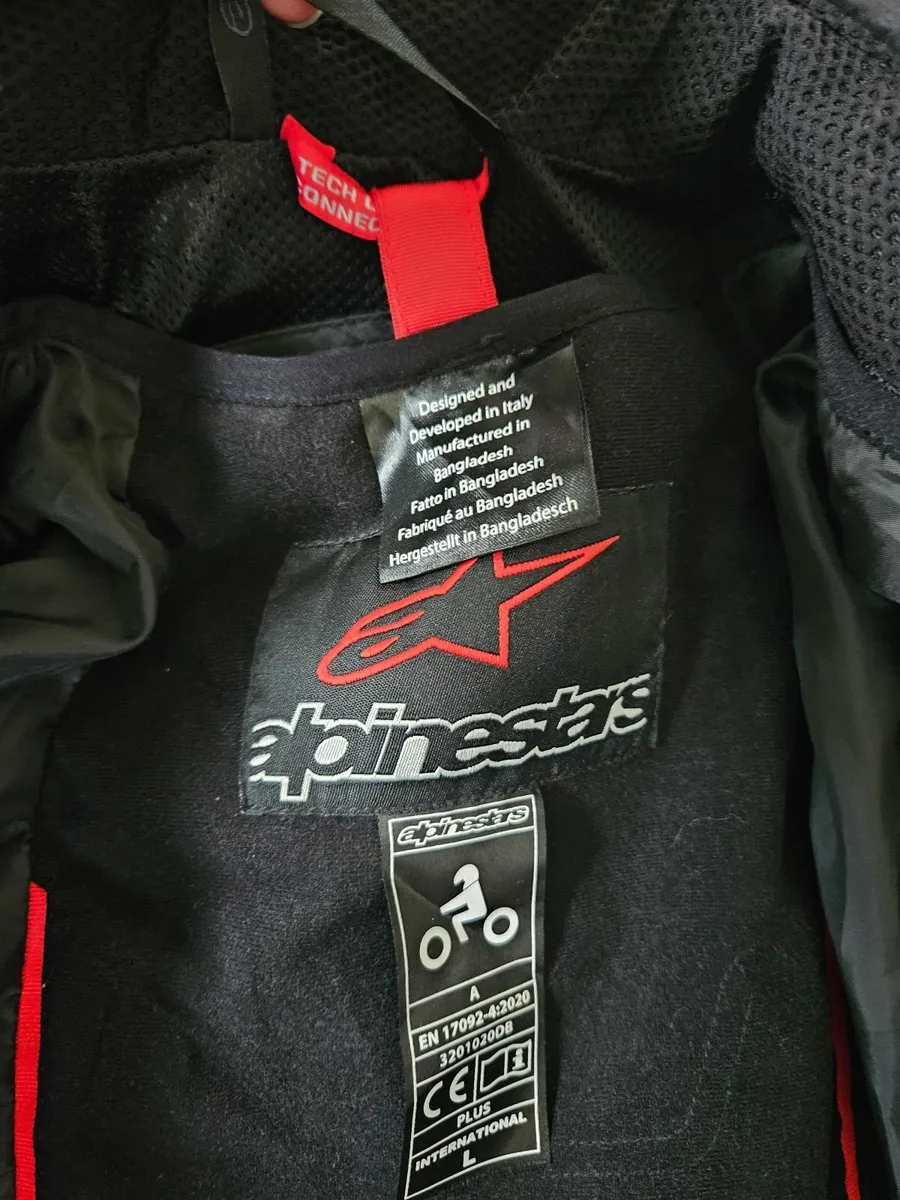 TECH
CONNEC
Designed and
Developed in Italy
Manufactured in
Bangladesh
Fatto in Bangladesh
Fabriqué au Bangladesh
Hergestellt in Bangladesch
alpinestars
alpinestars
A
EN 17092-4:2020
3201020DB
CE i
PLUS
INTERNATIONAL
L